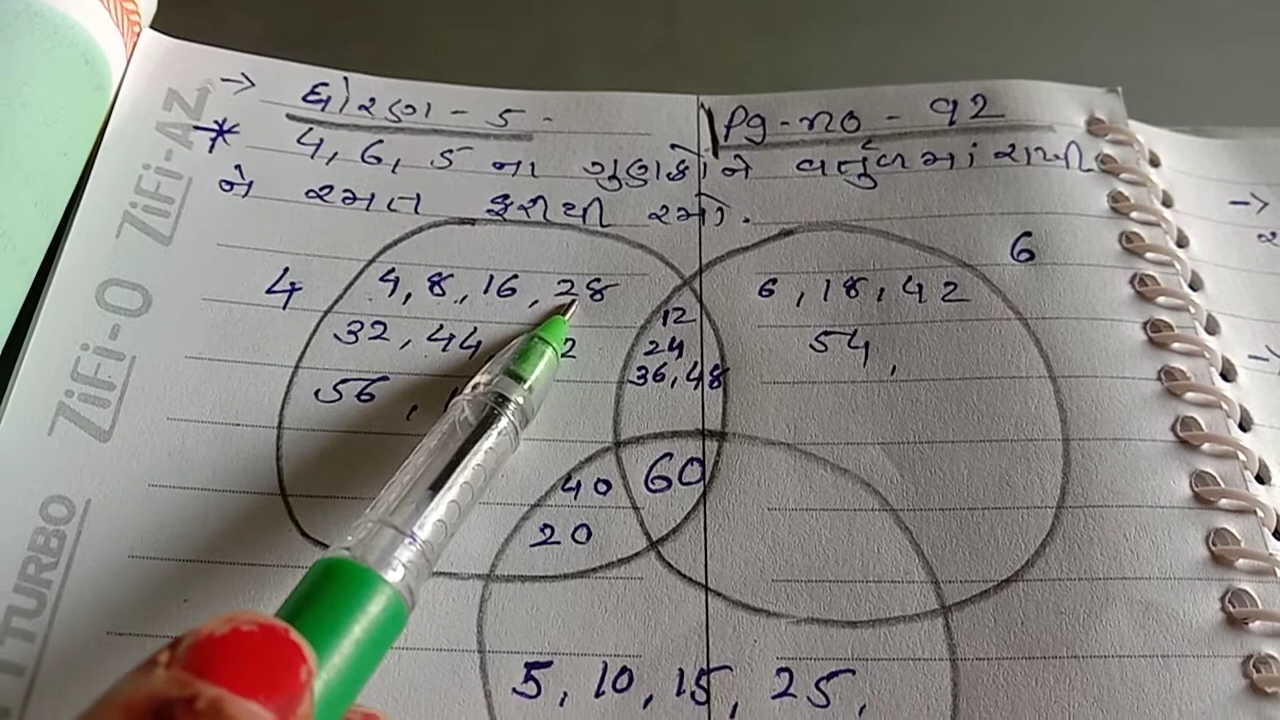 → ધોરણ - 5 -
Pg-no - 92
* 4, 6, 5 ના ગુણાકોને વર્તુળમાં રાખી
ને રમત ફરીથી રમો.
4
4, 8, 16, 28
32, 44
56,
12
24
36, 48
6
6, 18, 42
54,
40
20
60
5, 10, 15, 25,
ZiFi-AZ
ZiFi-O
TURBO
→
→